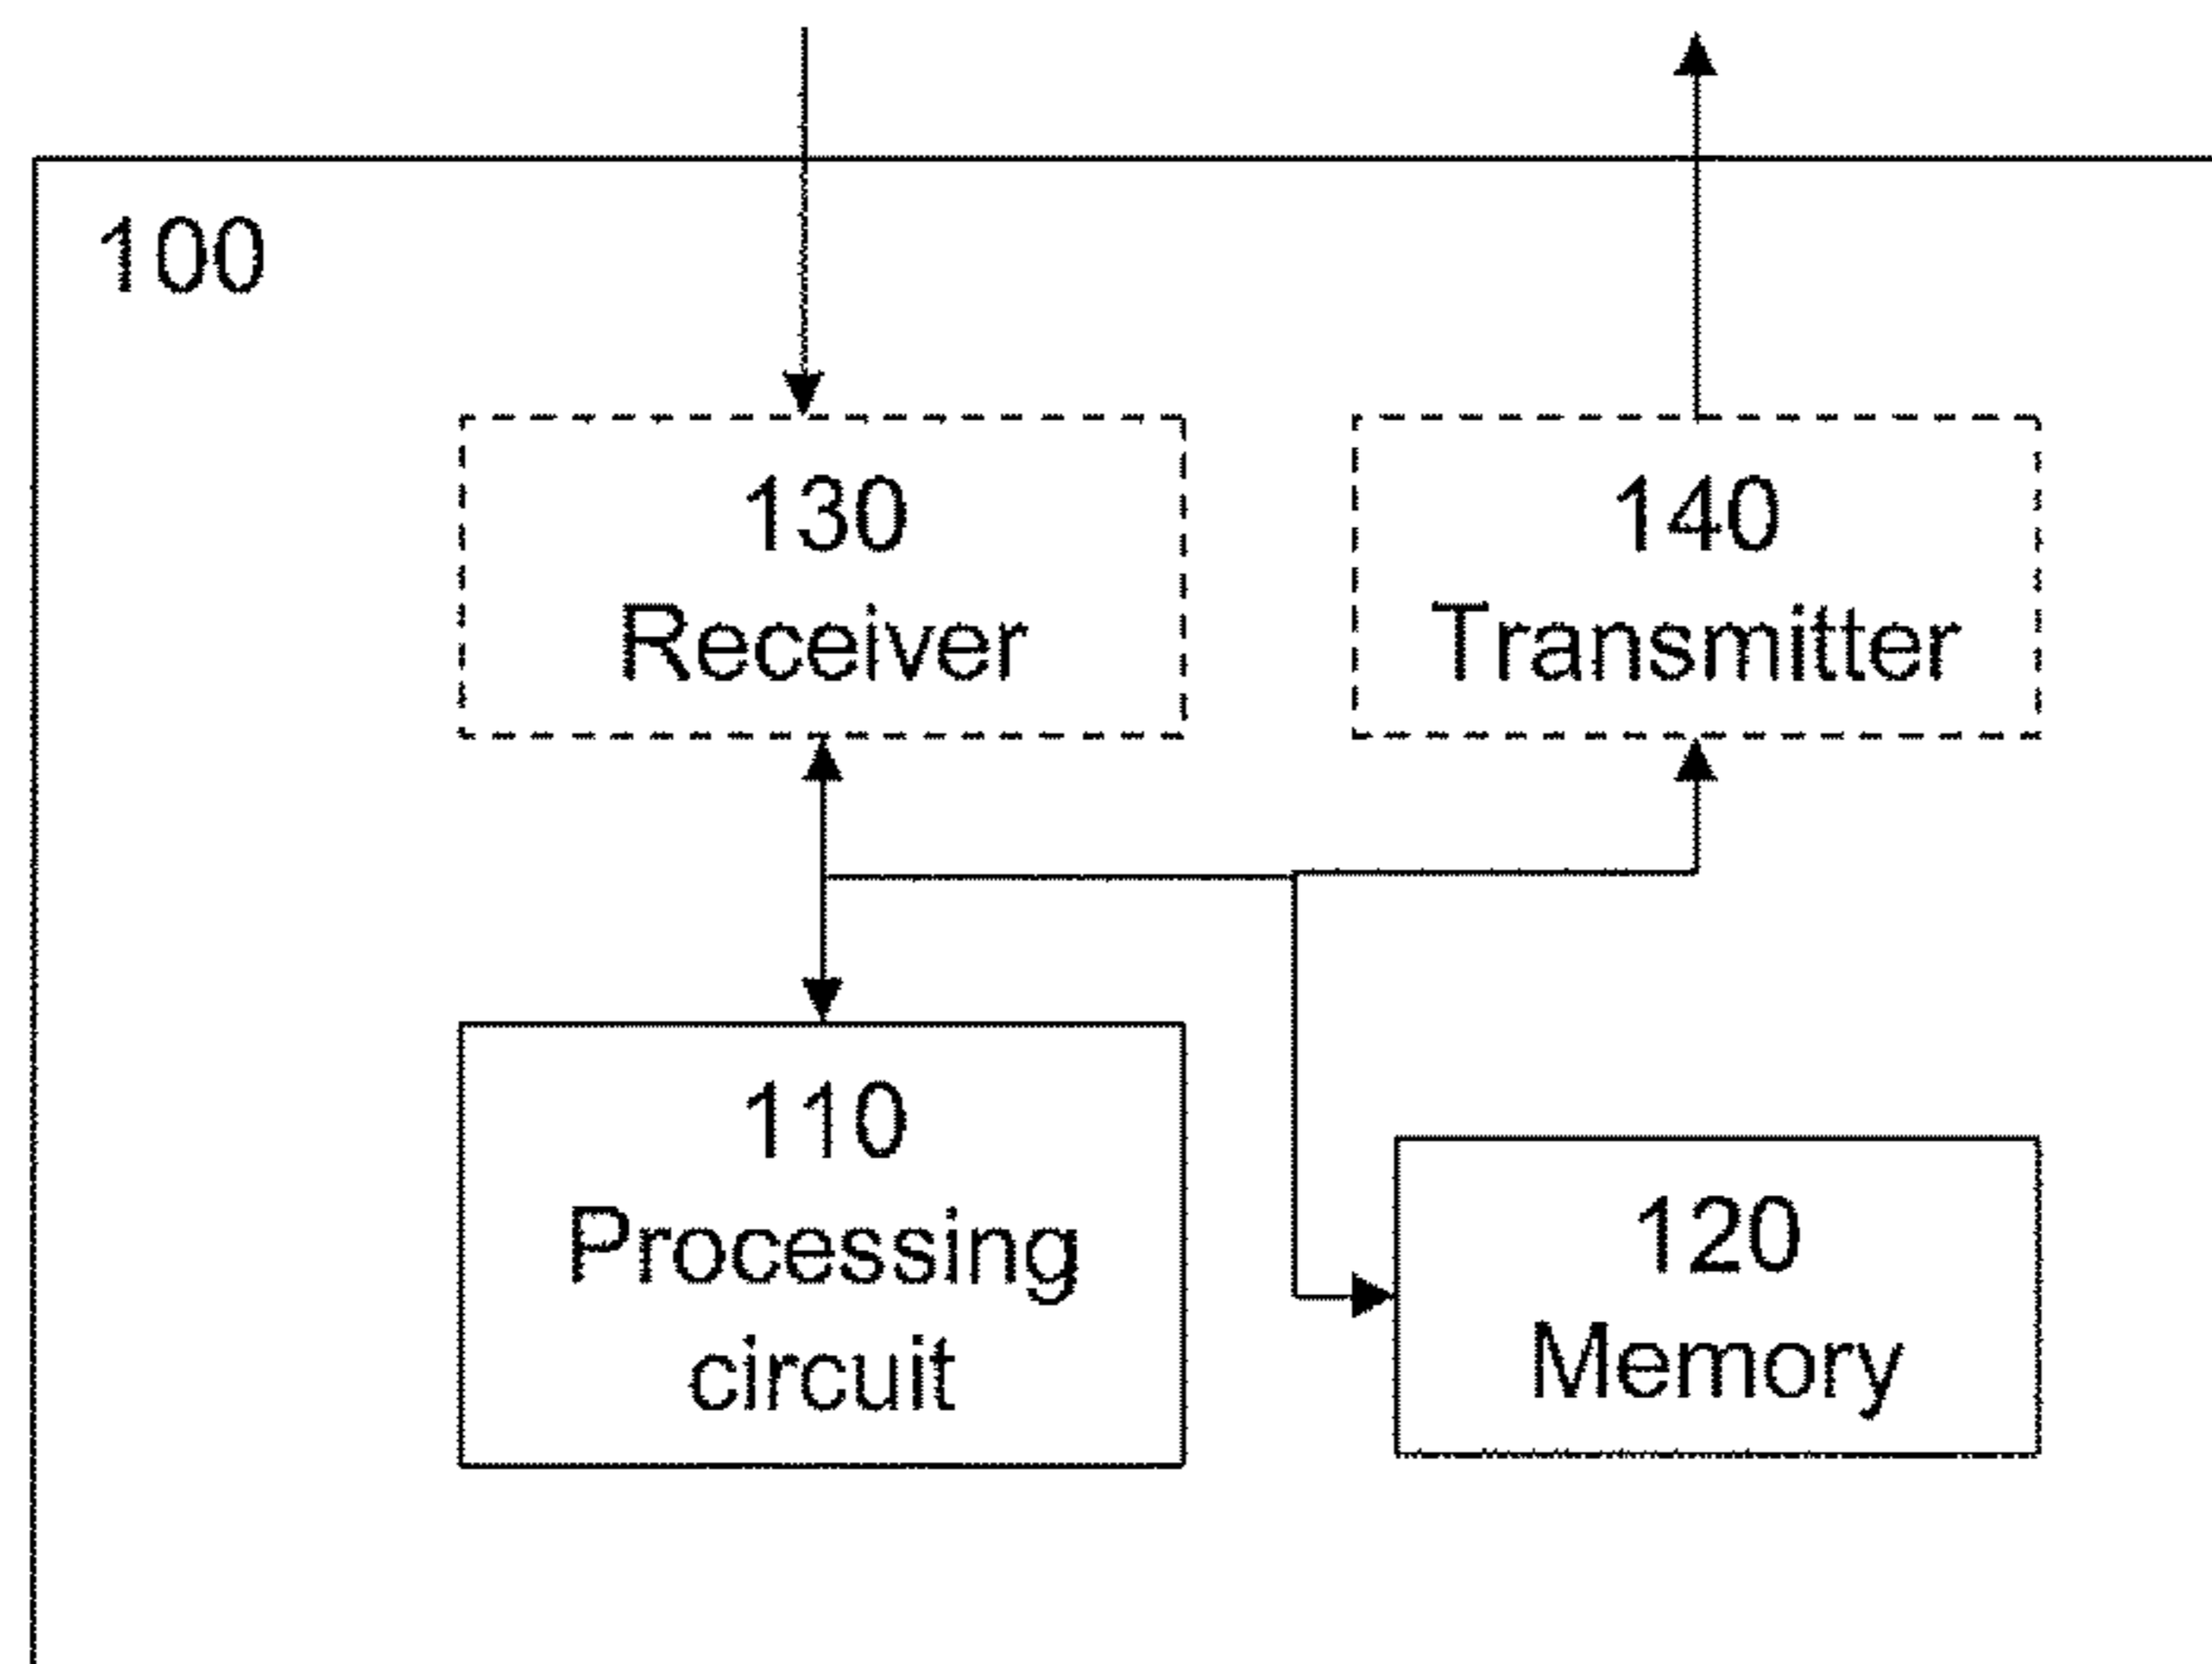 100
130
Receiver
140
Transmitter
110
Processing
circuit
120
Memory